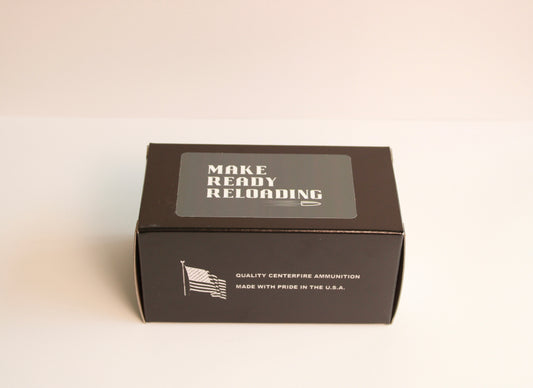 MAKE
READY
RELOADING
QUALITY CENTERFIRE AMMUNITION
MADE WITH PRIDE IN THE U.S.A.